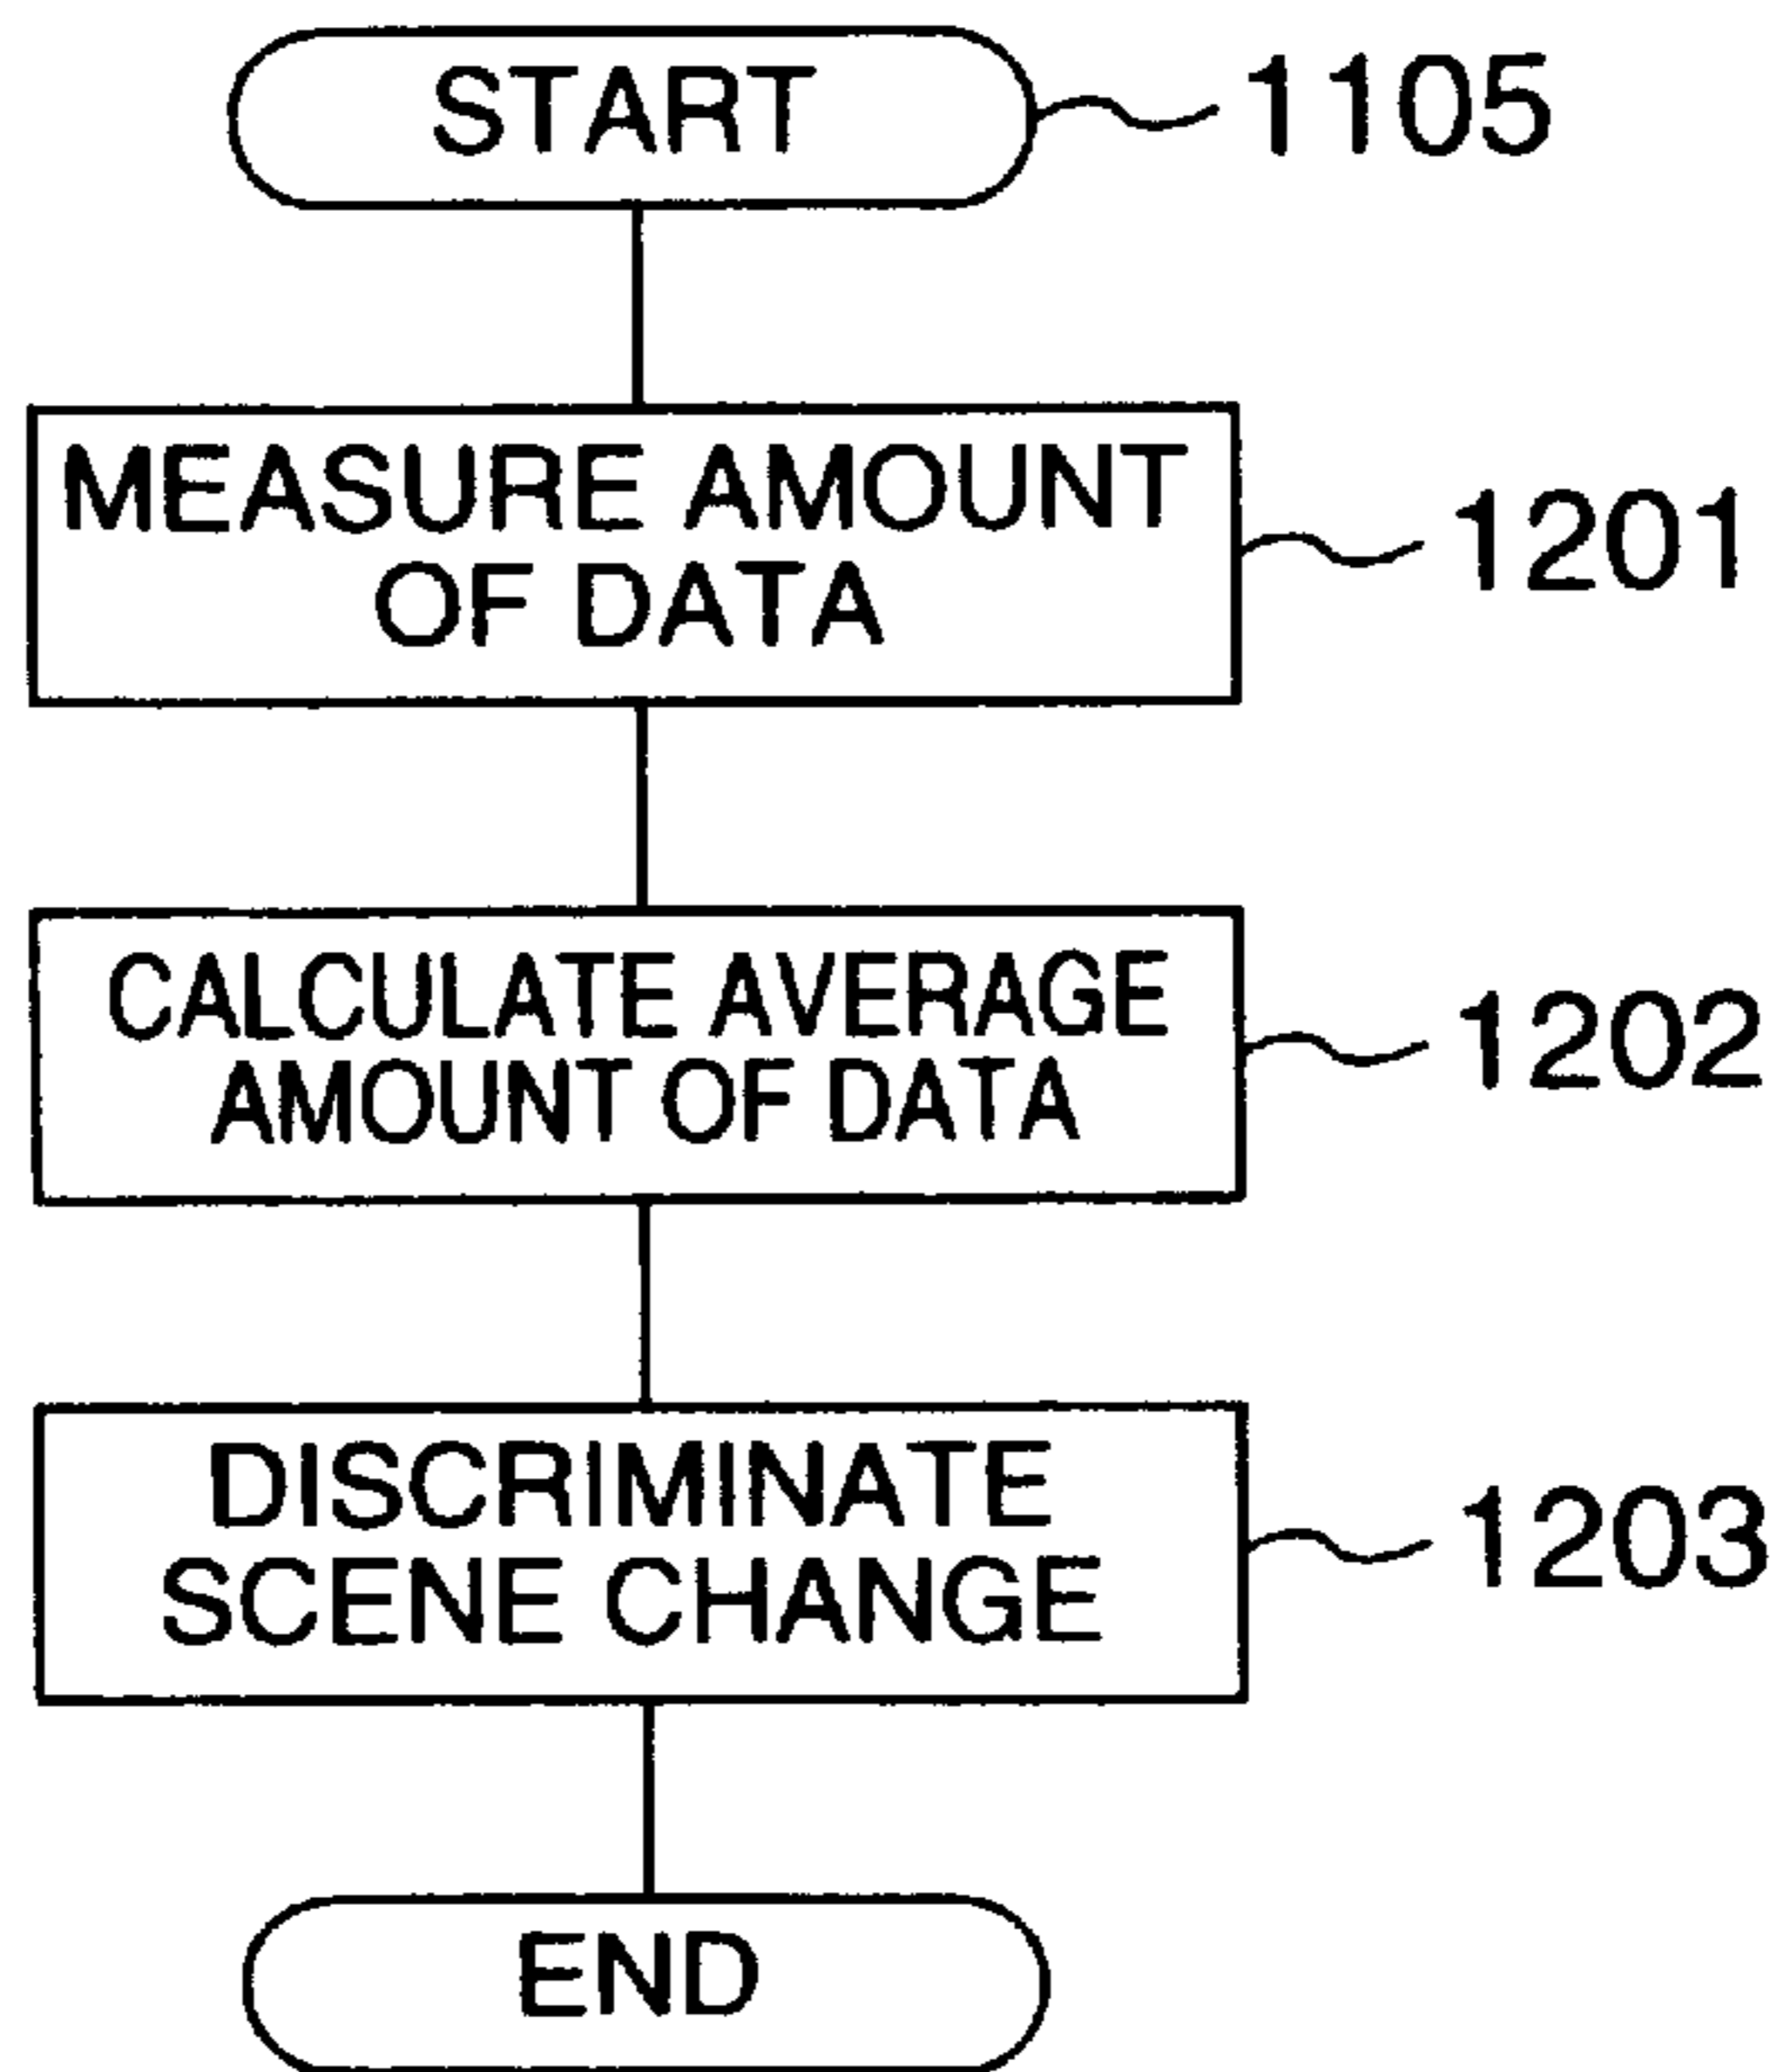 START
1105
MEASURE AMOUNT
OF DATA
1201
CALCULATE AVERAGE
AMOUNT OF DATA
1202
DISCRIMINATE
SCENE CHANGE
1203
END